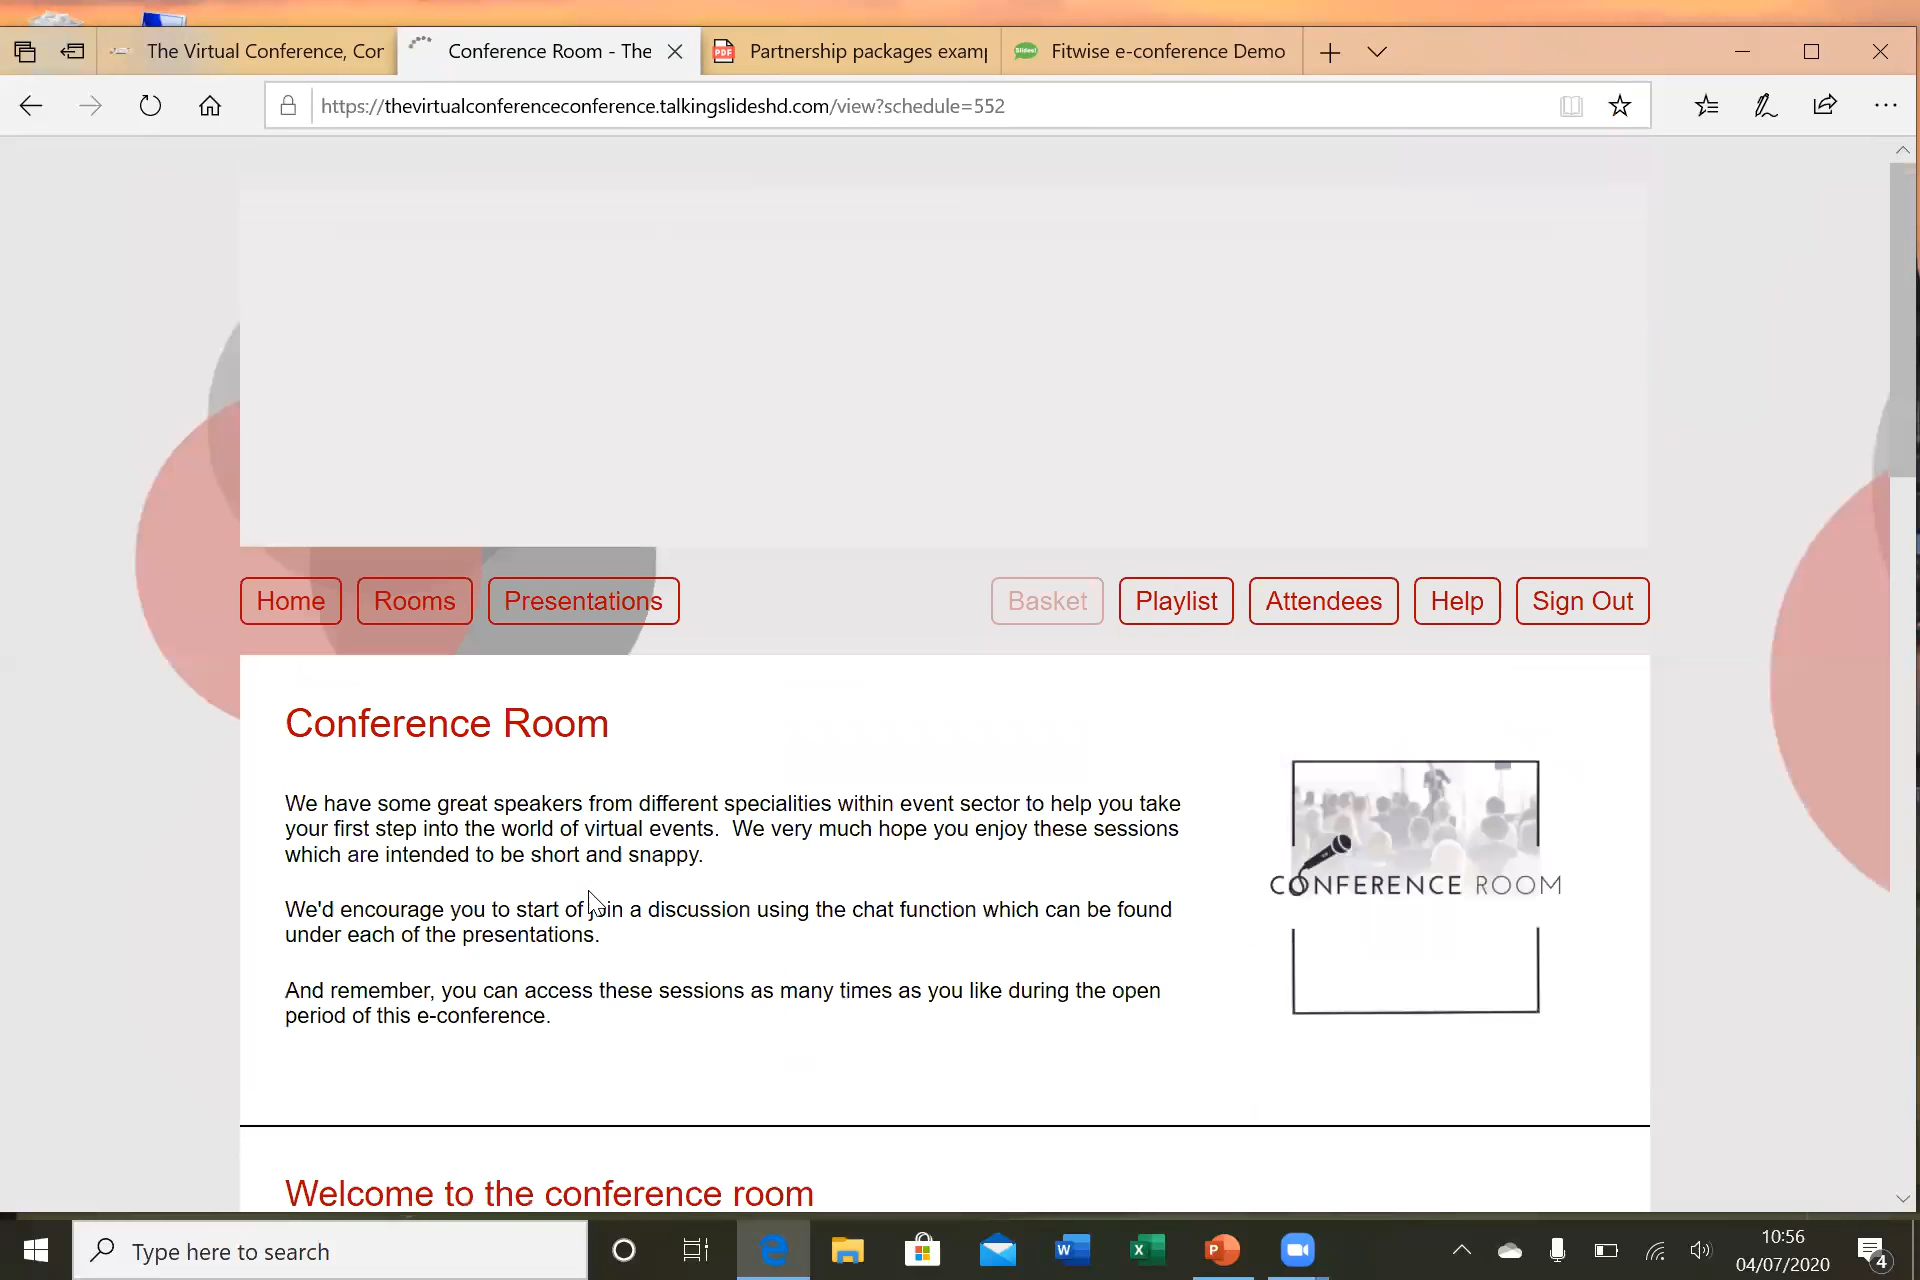 The Virtual Conference, Cor
Conference Room - The
PDF
Partnership packages examp
Slides!
Fitwise e-conference Demo
https://thevirtualconferenceconference.talkingslideshd.com/view?schedule=552
Home
Rooms
Presentations
Basket
Playlist
Attendees
Help
Sign Out
Conference Room
We have some great speakers from different specialities within event sector to help you take
your first step into the world of virtual events.  We very much hope you enjoy these sessions
which are intended to be short and snappy.
We'd encourage you to start of join a discussion using the chat function which can be found
under each of the presentations.
And remember, you can access these sessions as many times as you like during the open
period of this e-conference.
CONFERENCE ROOM
Welcome to the conference room
Type here to search
10:56
04/07/2020
4